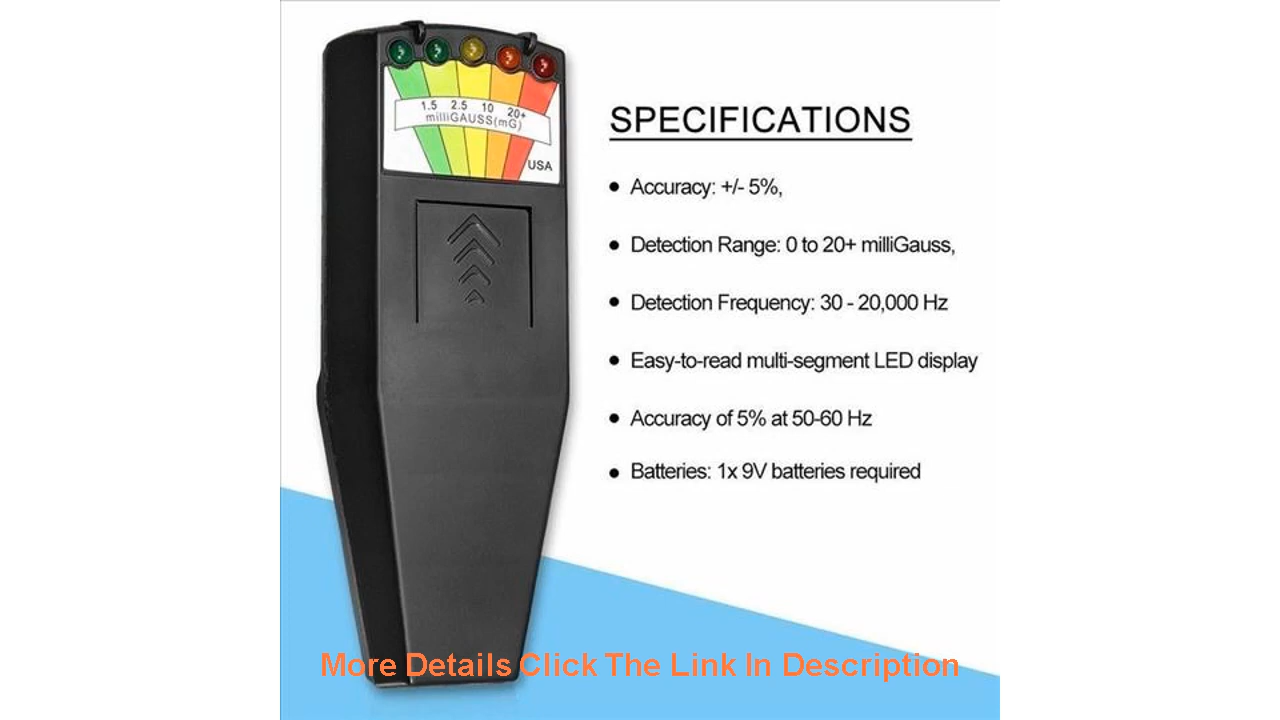 1.5 2.5 10 20+
milliGAUSS(mG)
USA
SPECIFICATIONS
• Accuracy: +/- 5%,
• Detection Range: 0 to 20+ milliGauss,
• Detection Frequency: 30 - 20,000 Hz
• Easy-to-read multi-segment LED display
• Accuracy of 5% at 50-60 Hz
• Batteries: 1x 9V batteries required
More Details Click The Link In Description